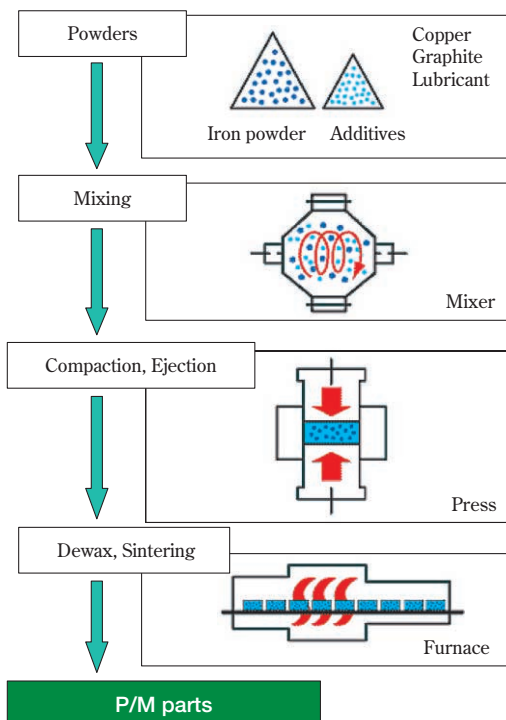 Powders
Copper
Graphite
Lubricant
Iron powder
Additives
Mixing
Mixer
Compaction, Ejection
Press
Dewax, Sintering
Furnace
P/M parts